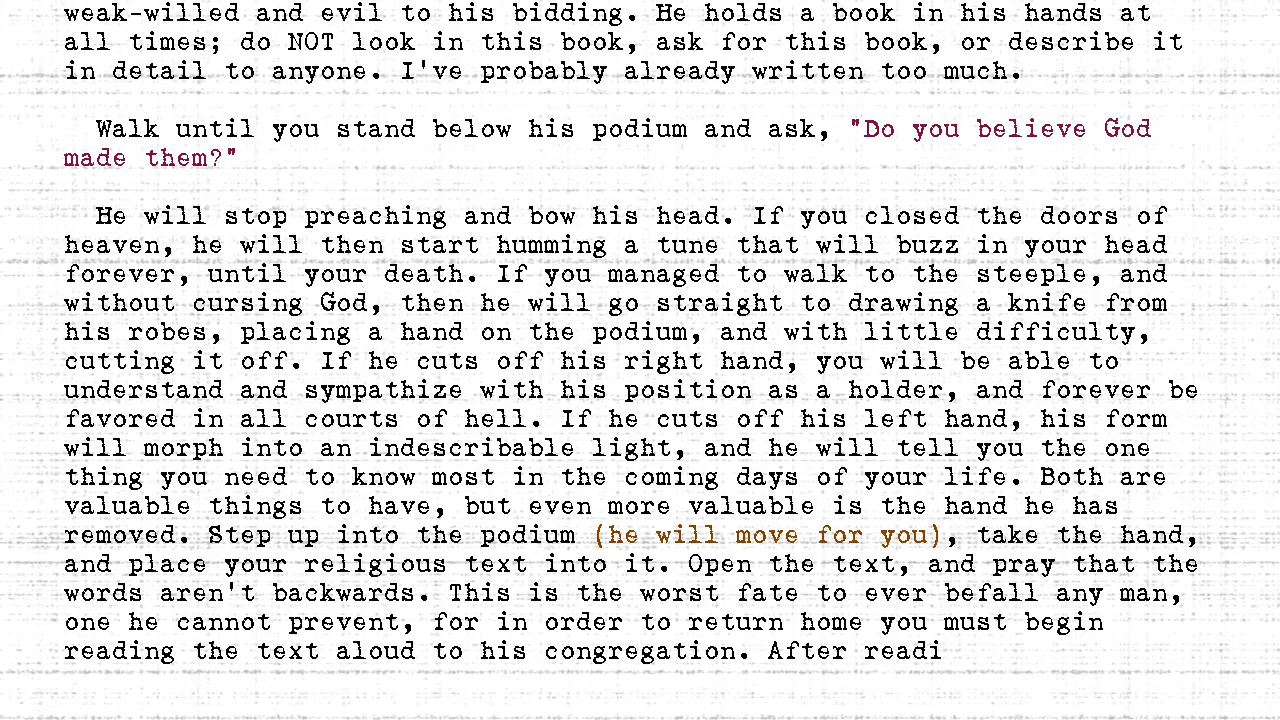 weak-willed and evil to his bidding. He holds a book in his hands at
all times; do NOT look in this book, ask for this book, or describe it
in detail to anyone. I've probably already written too much.
Walk until you stand below his podium and ask, "Do you believe God
made them?"
He will stop preaching and bow his head. If you closed the doors of
heaven, he will then start humming a tune that will buzz in your head
forever, until your death. If you managed to walk to the steeple, and
without cursing God, then he will go straight to drawing a knife from
his robes, placing a hand on the podium, and with little difficulty,
cutting it off. If he cuts off his right hand, you will be able to
understand and sympathize with his position as a holder, and forever be
favored in all courts of hell. If he cuts off his left hand, his form
will morph into an indescribable light, and he will tell you the one
thing you need to know most in the coming days of your life. Both are
valuable things to have, but even more valuable is the hand he has
removed. Step up into the podium (he will move for you), take the hand,
and place your religious text into it. Open the text, and pray that the
words aren't backwards. This is the worst fate to ever befall any man,
one he cannot prevent, for in order to return home you must begin
reading the text aloud to his congregation. After readi